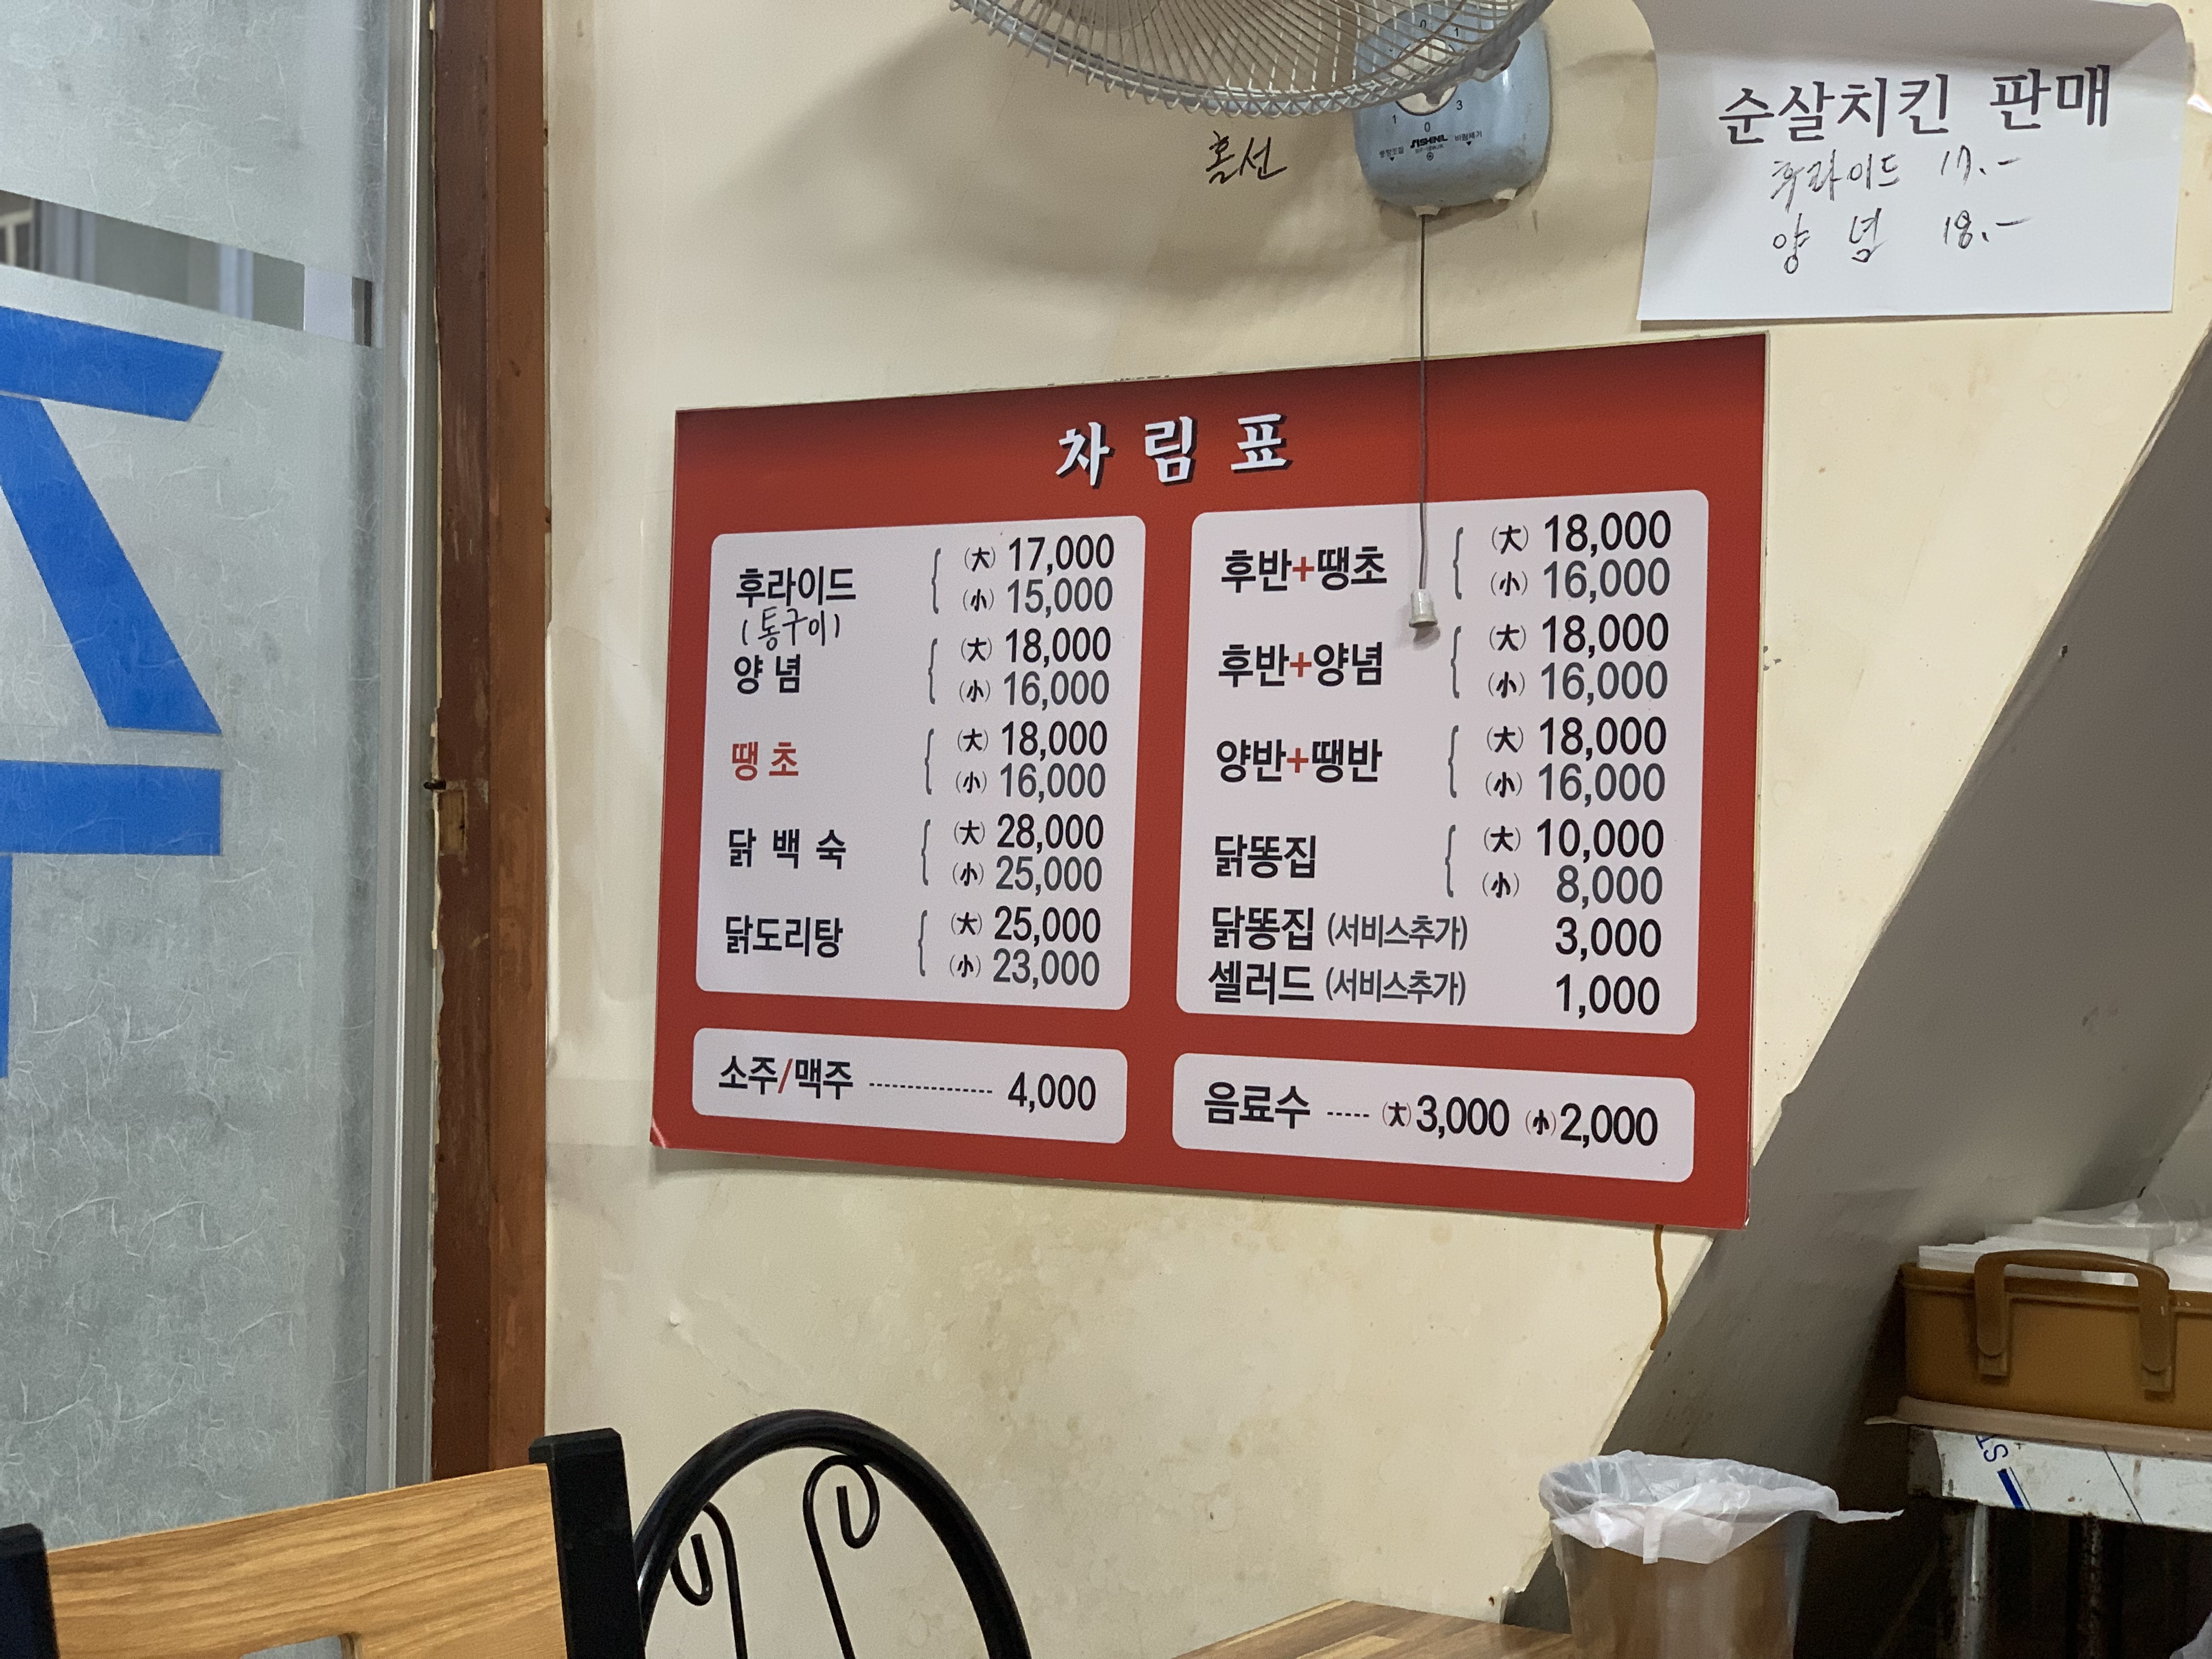 순살치킨 판매
후라이드 17.-
양 념 18.-
홈선
0
1
3
1
0
SHINIL
차림표
후라이드 (大) 17,000
(통구이) (小) 15,000
양념 (大) 18,000
(小) 16,000
땡초 (大) 18,000
(小) 16,000
닭백숙 (大) 28,000
(小) 25,000
닭도리탕 (大) 25,000
(小) 23,000
후반+땡초 (大) 18,000
(小) 16,000
후반+양념 (大) 18,000
(小) 16,000
양반+땡반 (大) 18,000
(小) 16,000
닭똥집 (大) 10,000
(小) 8,000
닭똥집 (서비스추가) 3,000
셀러드 (서비스추가) 1,000
소주/맥주 ---------------- 4,000
음료수 ----- (大)3,000 (小)2,000